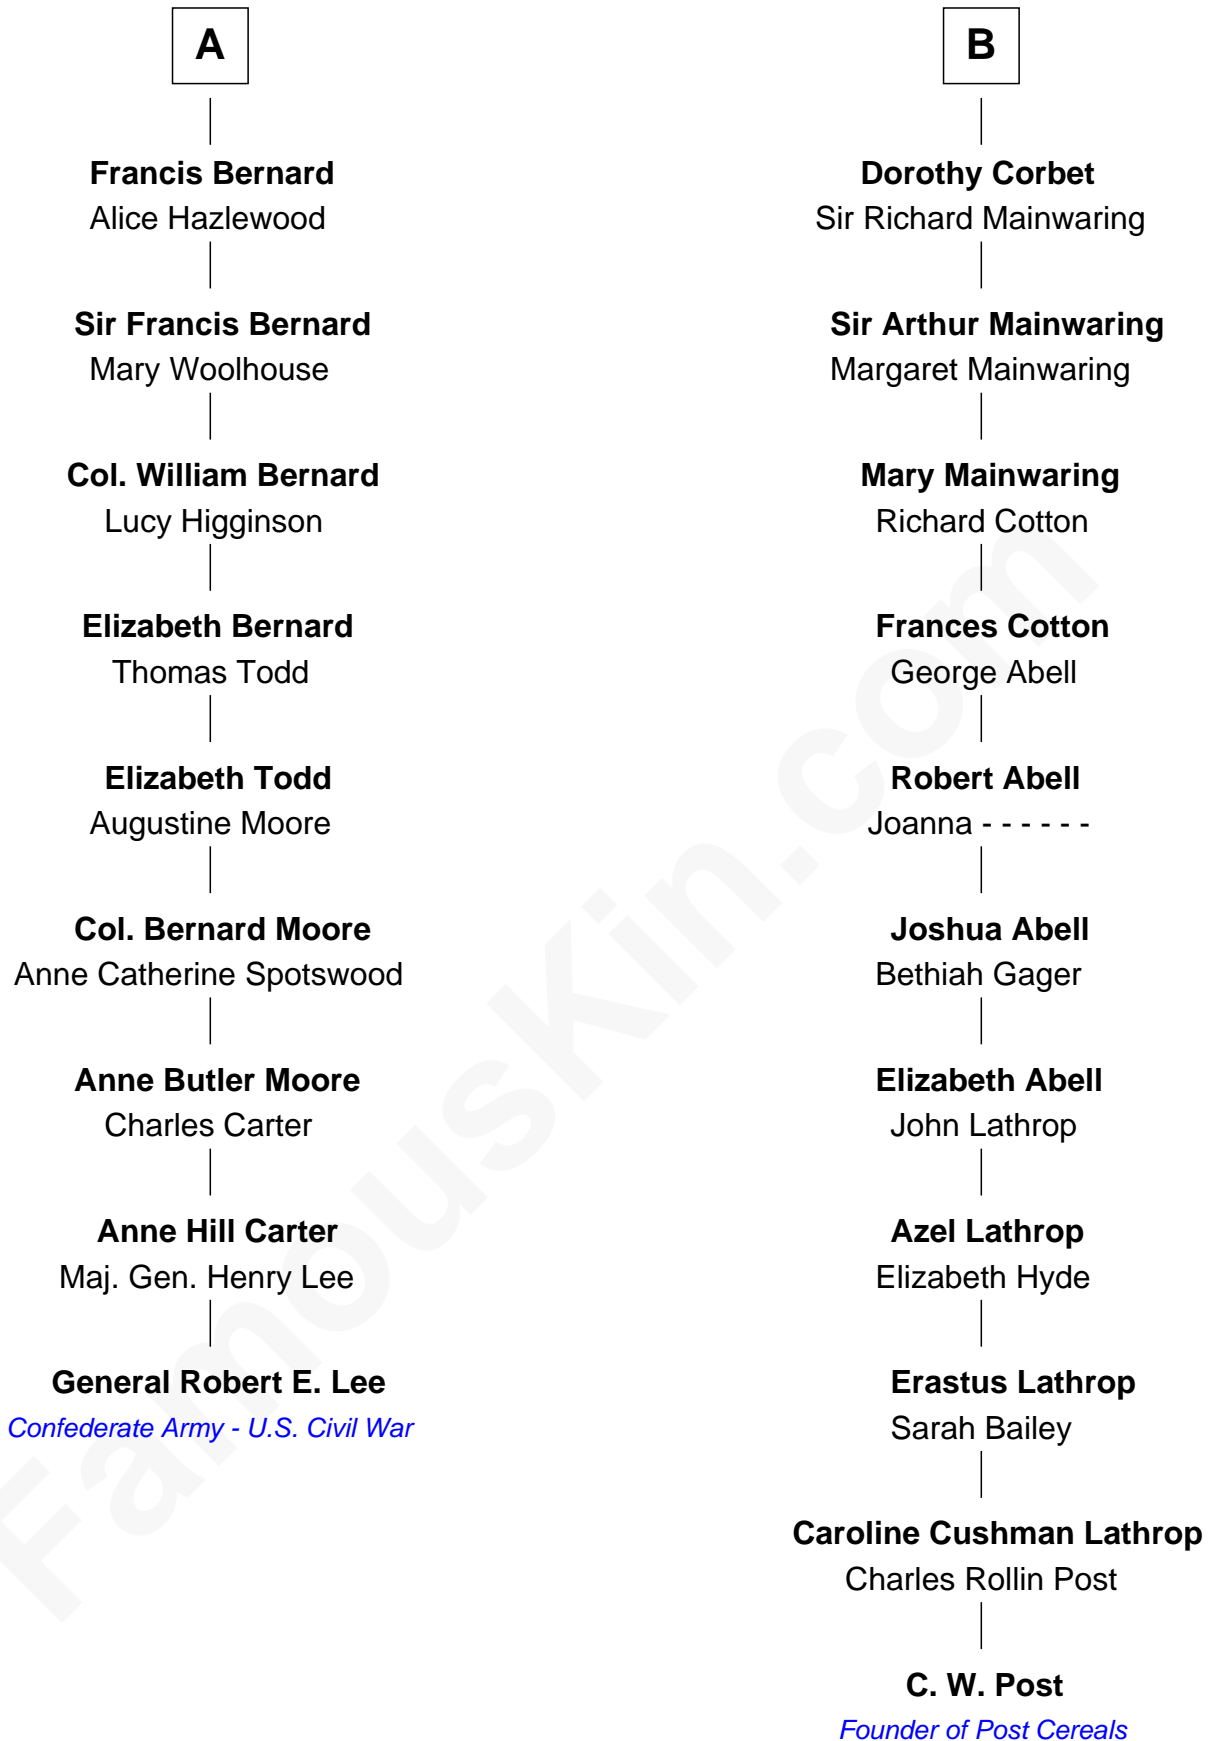 A
Francis Bernard
Alice Hazlewood
Sir Francis Bernard
Mary Woolhouse
Col. William Bernard
Lucy Higginson
Elizabeth Bernard
Thomas Todd
Elizabeth Todd
Augustine Moore
Col. Bernard Moore
Anne Catherine Spotswood
Anne Butler Moore
Charles Carter
Anne Hill Carter
Maj. Gen. Henry Lee
General Robert E. Lee
Confederate Army - U.S. Civil War
B
Dorothy Corbet
Sir Richard Mainwaring
Sir Arthur Mainwaring
Margaret Mainwaring
Mary Mainwaring
Richard Cotton
Frances Cotton
George Abell
Robert Abell
Joanna - - - - - -
Joshua Abell
Bethiah Gager
Elizabeth Abell
John Lathrop
Azel Lathrop
Elizabeth Hyde
Erastus Lathrop
Sarah Bailey
Caroline Cushman Lathrop
Charles Rollin Post
C. W. Post
Founder of Post Cereals
FamousKin.com